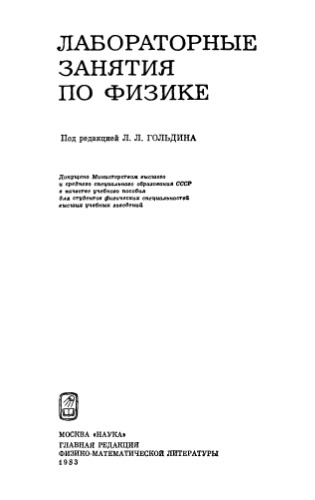 ЛАБОРАТОРНЫЕ
ЗАНЯТИЯ
ПО ФИЗИКЕ
Под редакцией Л. Л. ГОЛЬДИНА
Допущено Министерством высшего
и среднего специального образования СССР
в качестве учебного пособия
для студентов физических специальностей
высших учебных заведений
МОСКВА «НАУКА»
ГЛАВНАЯ РЕДАКЦИЯ
ФИЗИКО-МАТЕМАТИЧЕСКОЙ ЛИТЕРАТУРЫ
1983